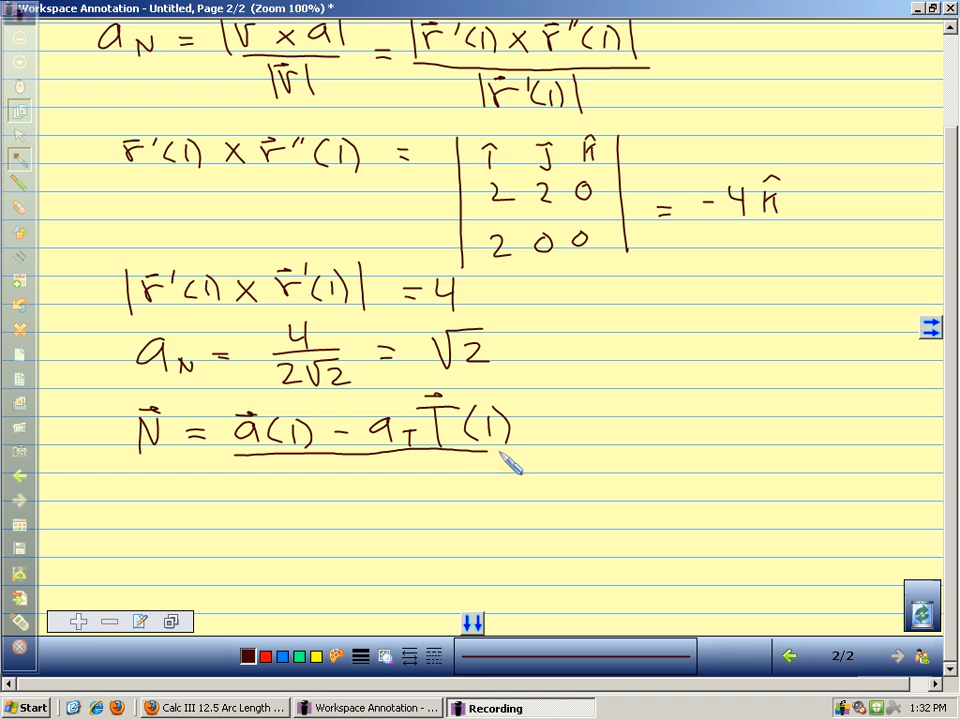 Workspace Annotation - Untitled, Page 2/2 (Zoom 100%) *
a_N = |v × a| / |v⃗| = |r⃗'(1) × r⃗''(1)| / |r⃗'(1)|
r'(1) × r⃗''(1) = | i j k̂ |
| 2 2 0 | = -4 k̂
| 2 0 0 |
|r⃗'(1) × r⃗'(1)| = 4
a_N = 4 / 2√2 = √2
N⃗ = a⃗(1) - a_T T⃗(1)
2/2
Start
Calc III 12.5 Arc Length ...
Workspace Annotation - ...
Recording
1:32 PM